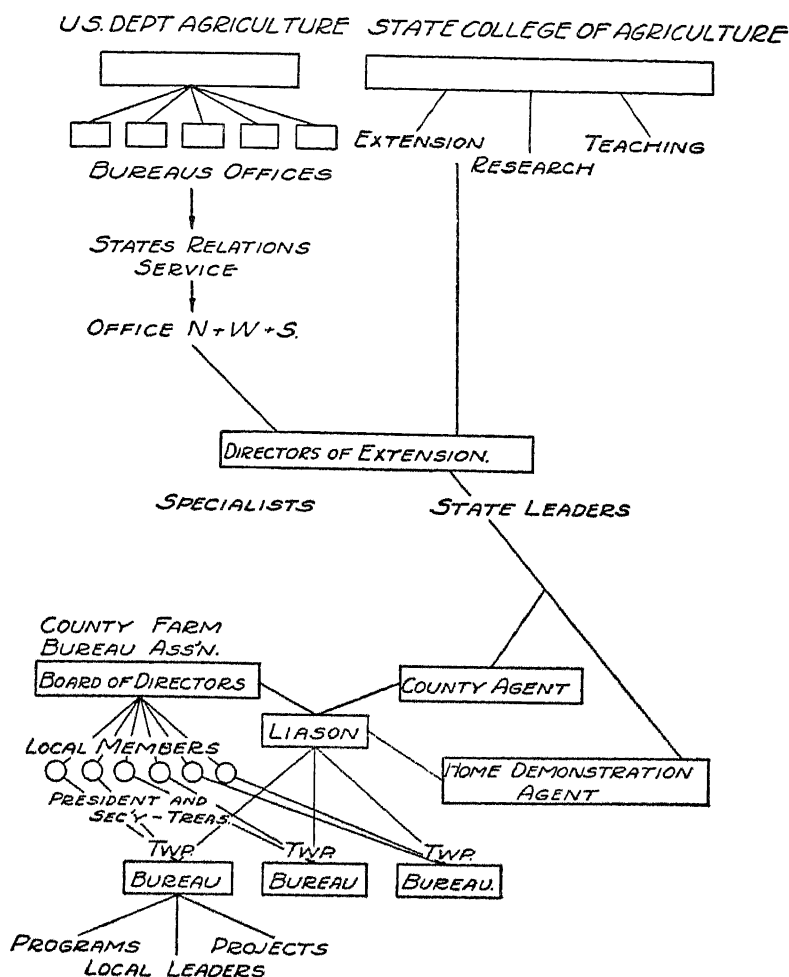 U.S. DEPT AGRICULTURE
STATE COLLEGE OF AGRICULTURE
EXTENSION
RESEARCH
TEACHING
BUREAUS OFFICES
STATES RELATIONS
SERVICE
OFFICE N + W + S.
DIRECTORS OF EXTENSION.
SPECIALISTS
STATE LEADERS
COUNTY FARM
BUREAU ASS'N.
BOARD OF DIRECTORS
COUNTY AGENT
LIASON
LOCAL MEMBERS
HOME DEMONSTRATION
AGENT
PRESIDENT AND
SEC'Y - TREAS.
TWP.
TWP.
TWP.
BUREAU
BUREAU
BUREAU.
PROGRAMS
PROJECTS
LOCAL LEADERS